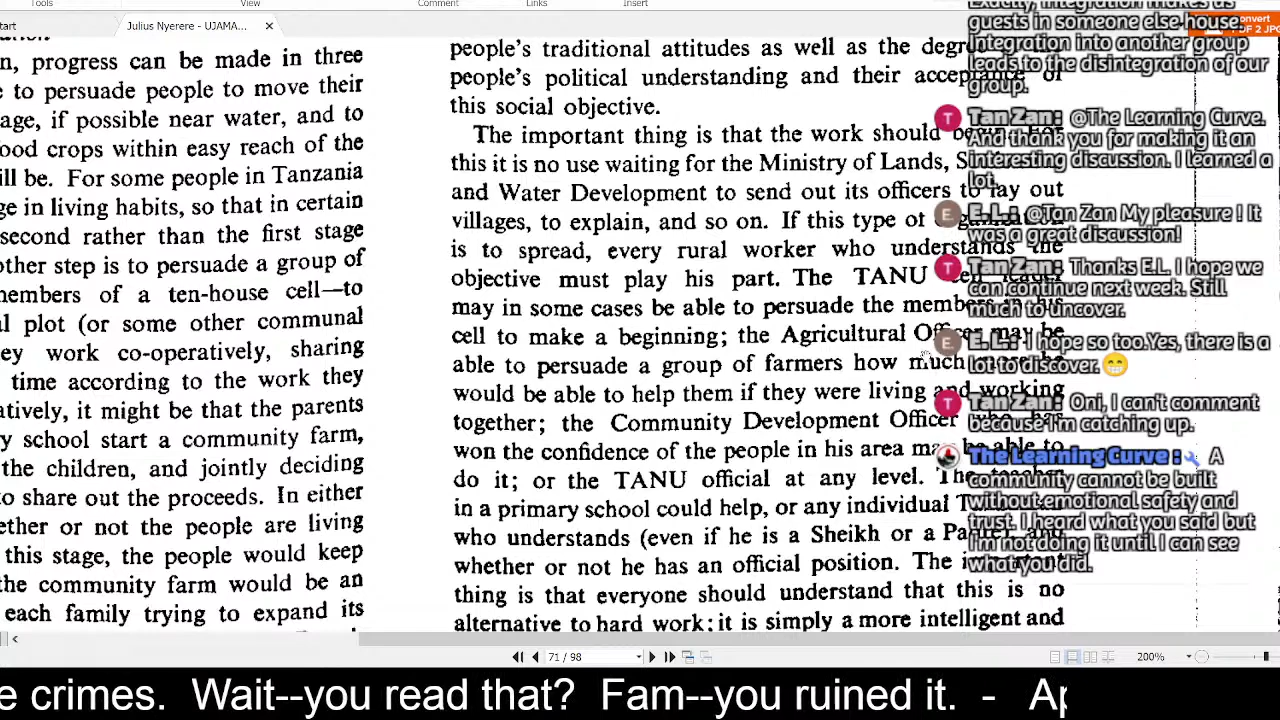 Tools
View
Comment
Links
Insert
tart
Julius Nyerere - UJAMA...
onvert
PDF 2 JPG
n, progress can be made in three
e to persuade people to move their
age, if possible near water, and to
ood crops within easy reach of the
ill be. For some people in Tanzania
ge in living habits, so that in certain
second rather than the first stage
other step is to persuade a group of
members of a ten-house cell—to
al plot (or some other communal
ey work co-operatively, sharing
time according to the work they
atively, it might be that the parents
y school start a community farm,
the children, and jointly deciding
to share out the proceeds. In either
ether or not the people are living
this stage, the people would keep
the community farm would be an
each family trying to expand its
people's traditional attitudes as well as the degr
people's political understanding and their acceptance of
this social objective.
The important thing is that the work should
this it is no use waiting for the Ministry of Lands,
and Water Development to send out its officers to lay out
villages, to explain, and so on. If this type of
is to spread, every rural worker who understands the
objective must play his part. The TANU
may in some cases be able to persuade the members in his
cell to make a beginning; the Agricultural Officer may be
able to persuade a group of farmers how much more he
would be able to help them if they were living and working
together; the Community Development Officer who has
won the confidence of the people in his area may be able to
do it; or the TANU official at any level. The teacher
in a primary school could help, or any individual
who understands (even if he is a Sheikh or a
whether or not he has an official position. The
thing is that everyone should understand that this is no
alternative to hard work; it is simply a more intelligent and
Exactly, integration makes us
guests in someone else house.
integration into another group
leads to the disintegration of our
group.
T Tan Zan: @The Learning Curve.
And thank you for making it an
interesting discussion. I learned a
lot.
E. E. L.: @Tan Zan My pleasure ! It
was a great discussion!
T Tan Zan: Thanks E.L. I hope we
can continue next week. Still
much to uncover.
E. E. L.: I hope so too.Yes, there is a
lot to discover.😁
T Tan Zan: Oni, I can't comment
because I'm catching up.
The Learning Curve : A
community cannot be built
without emotional safety and
trust. I heard what you said but
I'm not doing it until I can see
what you did.
71 / 98
200%
e crimes. Wait--you read that? Fam--you ruined it. - Ap